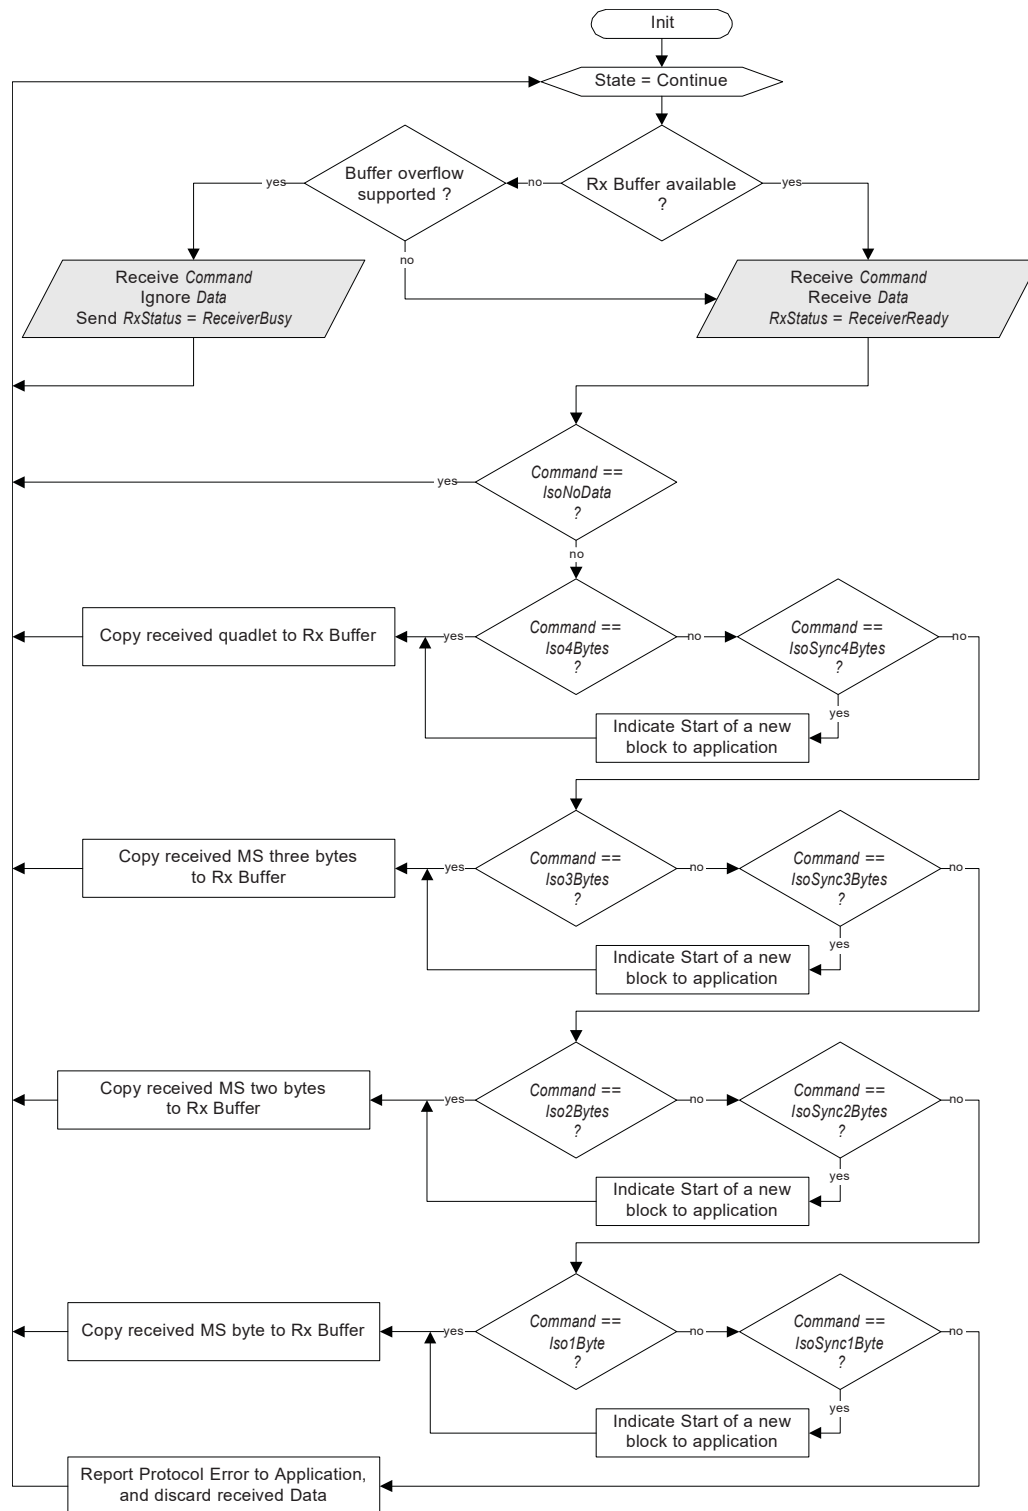 Init
State = Continue
Buffer overflow
supported ?
yes
no
Rx Buffer available
?
yes
no
Receive Command
Ignore Data
Send RxStatus = ReceiverBusy
Receive Command
Receive Data
RxStatus = ReceiverReady
Command ==
IsoNoData
?
yes
no
Copy received quadlet to Rx Buffer
yes
Command ==
Iso4Bytes
?
no
Command ==
IsoSync4Bytes
?
no
yes
Indicate Start of a new
block to application
Copy received MS three bytes
to Rx Buffer
yes
Command ==
Iso3Bytes
?
no
Command ==
IsoSync3Bytes
?
no
yes
Indicate Start of a new
block to application
Copy received MS two bytes
to Rx Buffer
yes
Command ==
Iso2Bytes
?
no
Command ==
IsoSync2Bytes
?
no
yes
Indicate Start of a new
block to application
Copy received MS byte to Rx Buffer
yes
Command ==
Iso1Byte
?
no
Command ==
IsoSync1Byte
?
no
yes
Indicate Start of a new
block to application
Report Protocol Error to Application,
and discard received Data